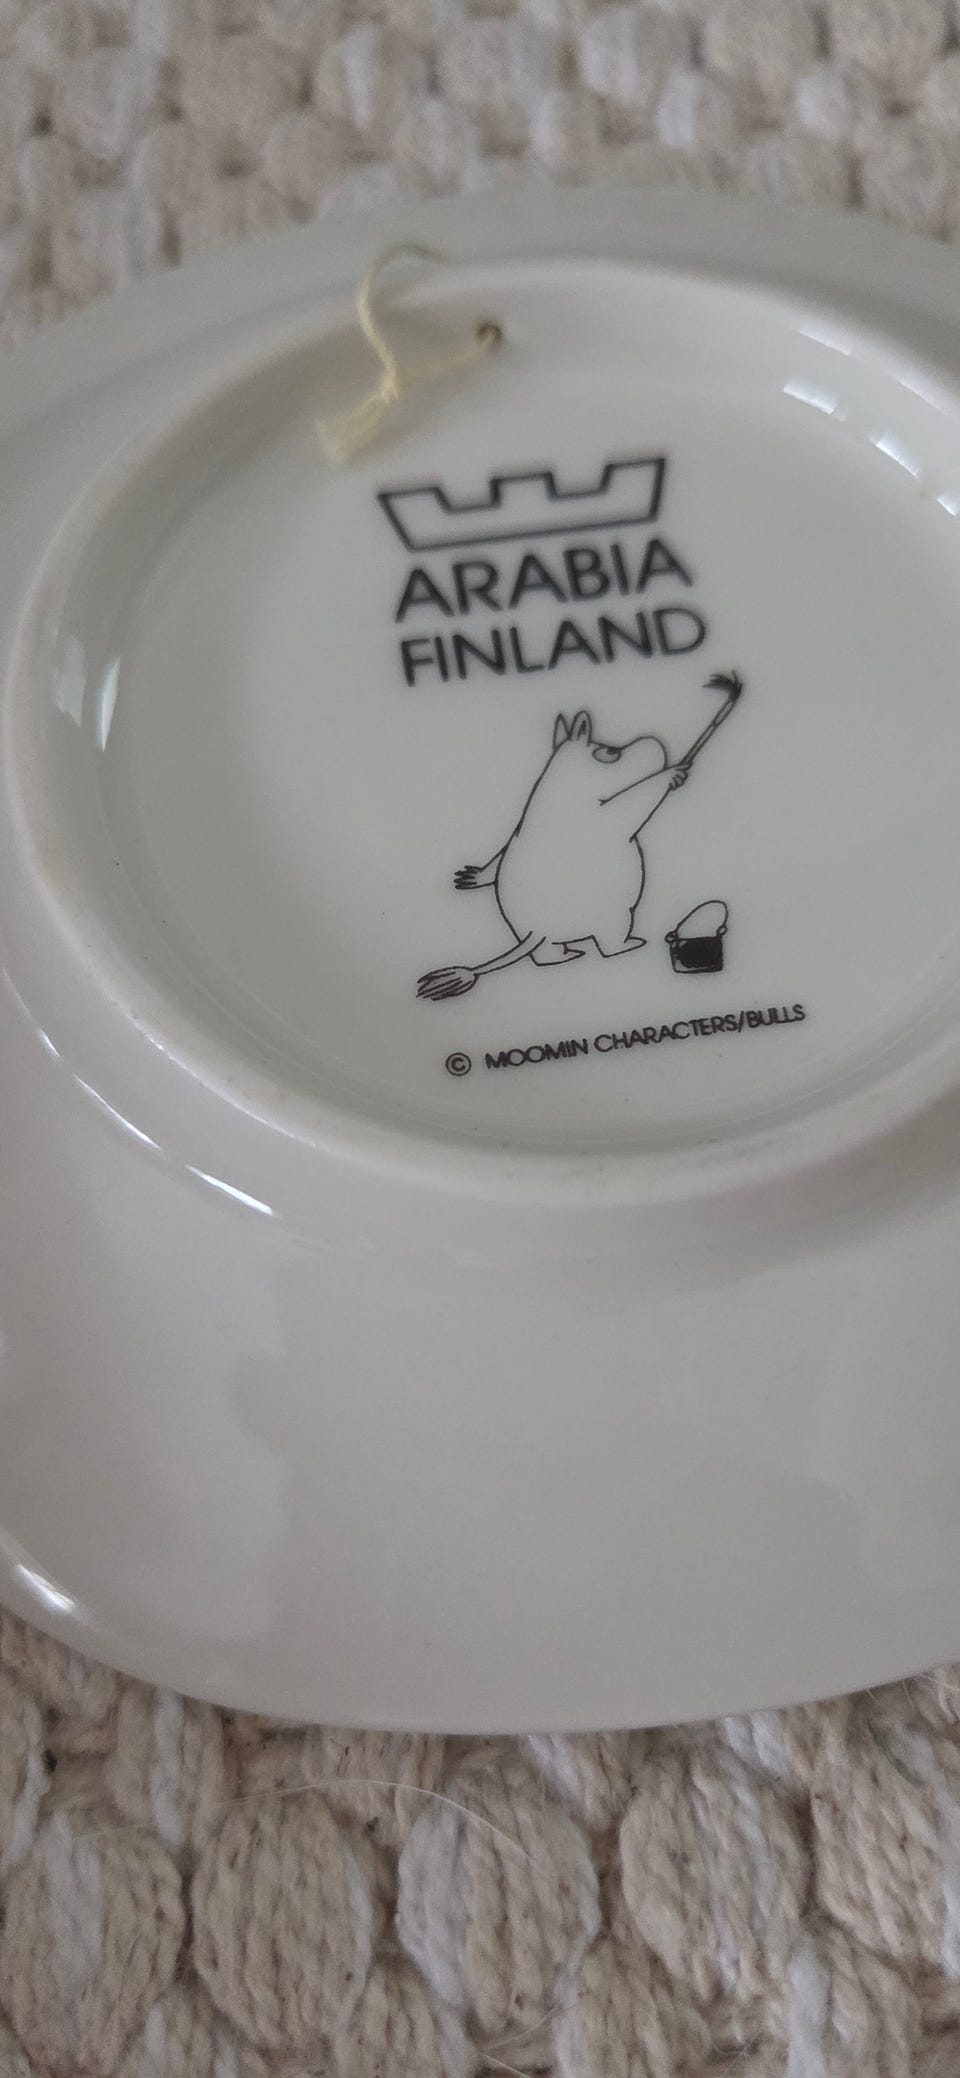 ARABIA
FINLAND
© MOOMIN CHARACTERS/BULLS